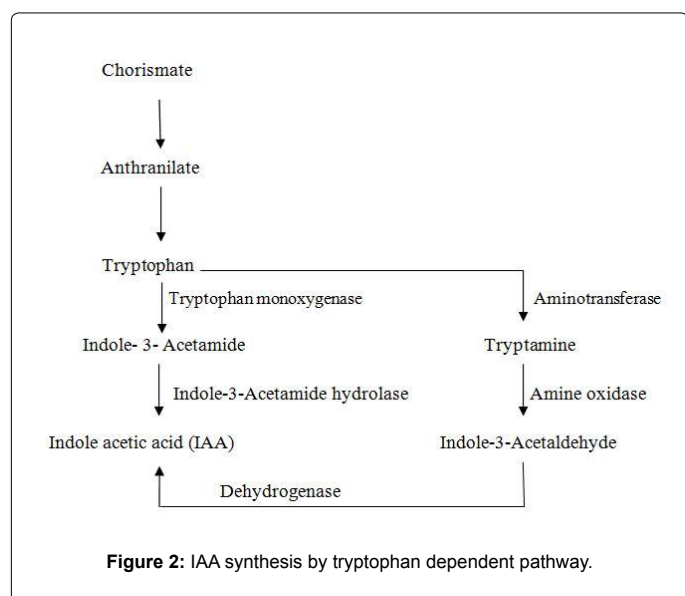 Chorismate
Anthranilate
Tryptophan
Tryptophan monoxygenase
Aminotransferase
Indole- 3- Acetamide
Tryptamine
Indole-3-Acetamide hydrolase
Amine oxidase
Indole acetic acid (IAA)
Indole-3-Acetaldehyde
Dehydrogenase
Figure 2: IAA synthesis by tryptophan dependent pathway.